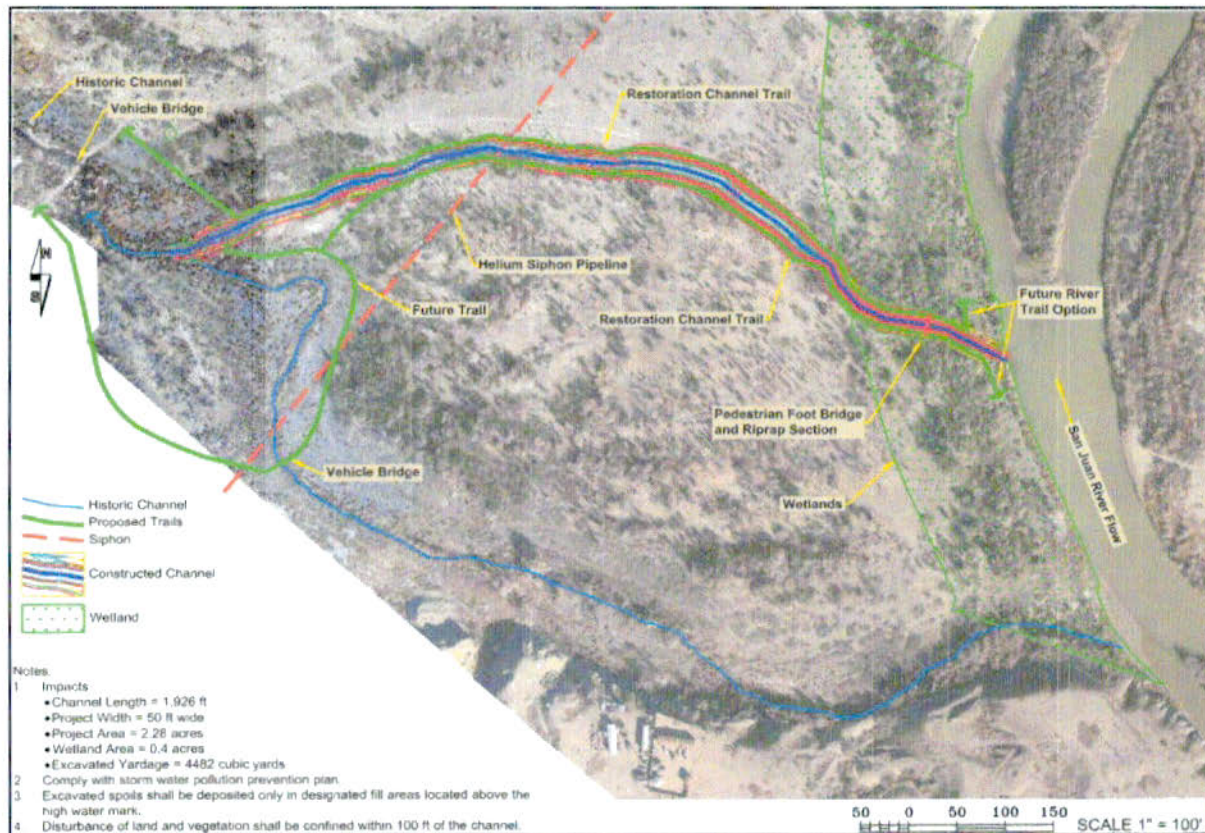 Historic Channel
Vehicle Bridge
Restoration Channel Trail
N
S
Helium Siphon Pipeline
Future Trail
Restoration Channel Trail
Future River
Trail Option
Pedestrian Foot Bridge
and Riprap Section
San Juan River Flow
Vehicle Bridge
Wetlands
Historic Channel
Proposed Trails
Siphon
Constructed Channel
Wetland
Notes:
1 Impacts
•Channel Length = 1,926 ft
•Project Width = 50 ft wide
•Project Area = 2.28 acres
•Wetland Area = 0.4 acres
•Excavated Yardage = 4482 cubic yards
2 Comply with storm water pollution prevention plan.
3 Excavated spoils shall be deposited only in designated fill areas located above the
high water mark.
4 Disturbance of land and vegetation shall be confined within 100 ft of the channel.
50 0 50 100 150
SCALE 1" = 100'